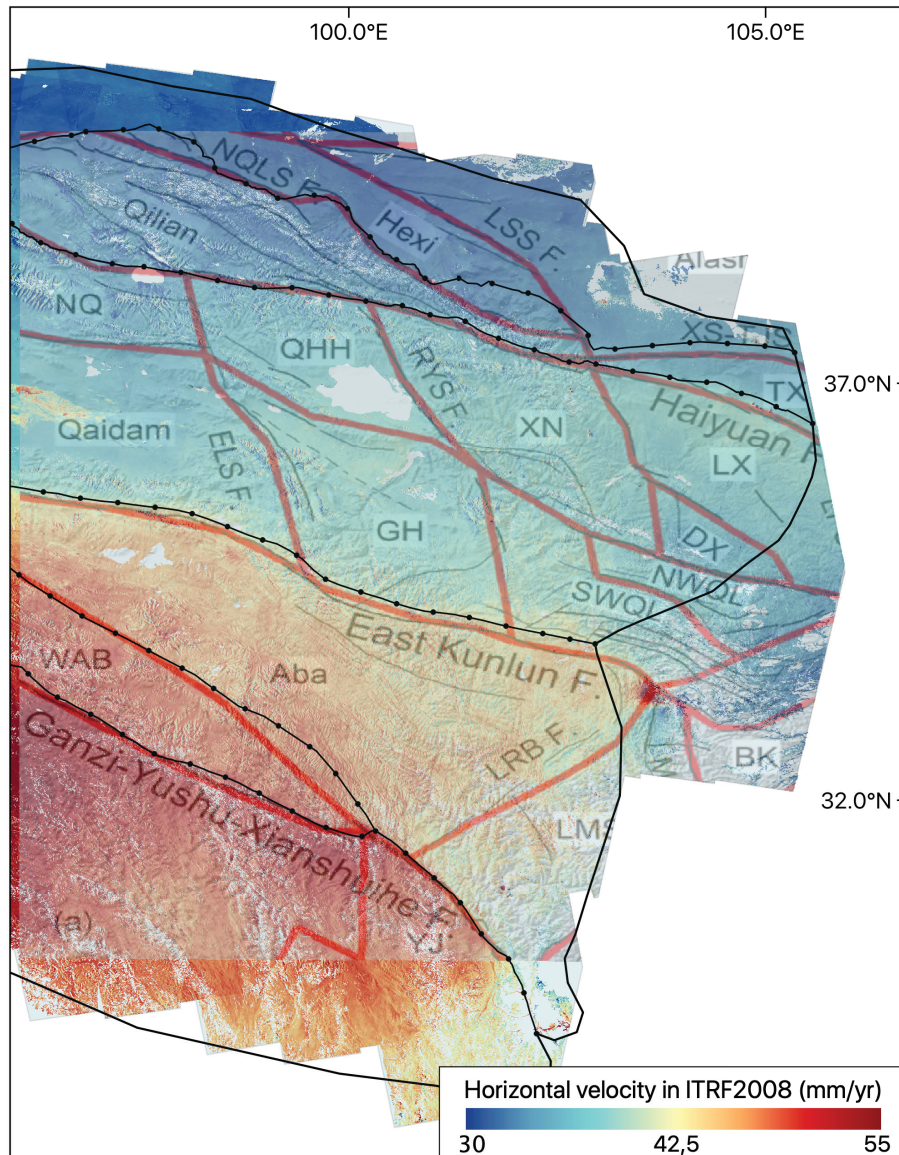 100.0°E
105.0°E
NQLS F.
Qilian
Hexi
LSS F.
NQ
QHH
RYS F.
TX
37.0°N
Haiyuan F
Qaidam
ELS F.
XN
LX
GH
DX
NWQL
SWQL
East Kunlun F.
WAB
Aba
LRB F.
BK
Ganzi-Yushu-Xianshuihe F.
32.0°N
LMS
(a)
YJ
Horizontal velocity in ITRF2008 (mm/yr)
30
42,5
55